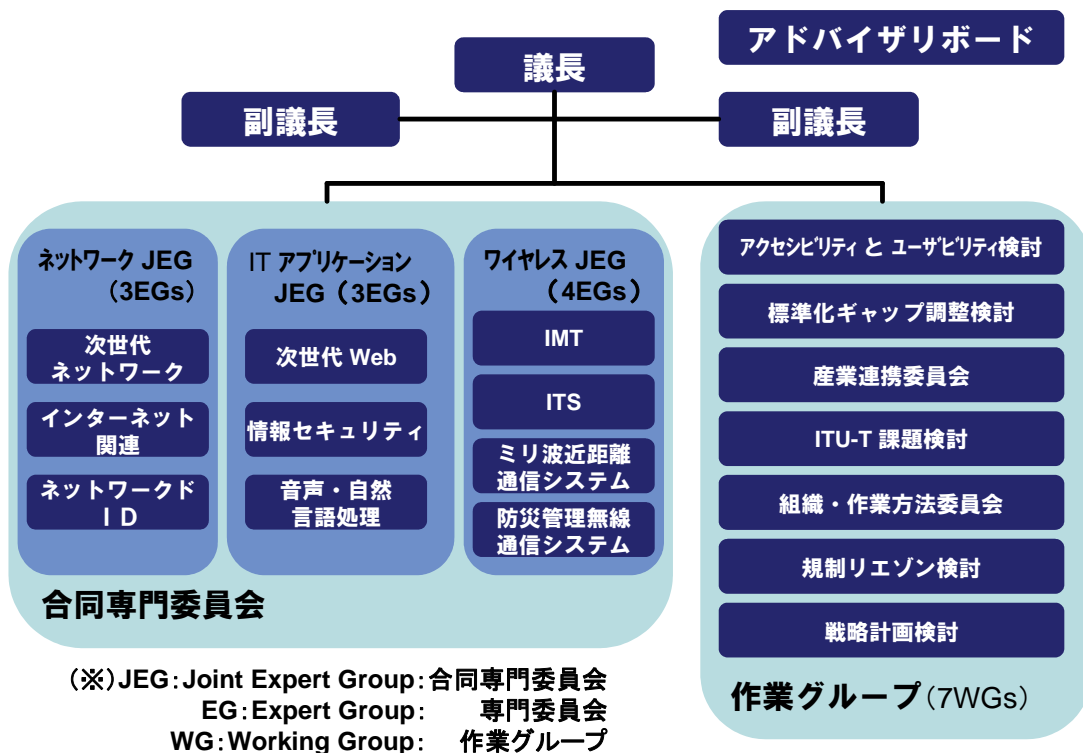 アドバイザリボード
議長
副議長
副議長
ネットワーク JEG
(3EGs)
次世代
ネットワーク
インターネット
関連
ネットワークド
ＩＤ
IT アプリケーション
JEG（3EGs）
次世代 Web
情報セキュリティ
音声・自然
言語処理
ワイヤレス JEG
(4EGs)
IMT
ITS
ミリ波近距離
通信システム
防災管理無線
通信システム
合同専門委員会
アクセシビリティ と ユーザビリティ検討
標準化ギャップ調整検討
産業連携委員会
ITU-T 課題検討
組織・作業方法委員会
規制リエゾン検討
戦略計画検討
作業グループ(7WGs)
(※)JEG:Joint Expert Group:合同専門委員会
EG:Expert Group: 専門委員会
WG:Working Group: 作業グループ